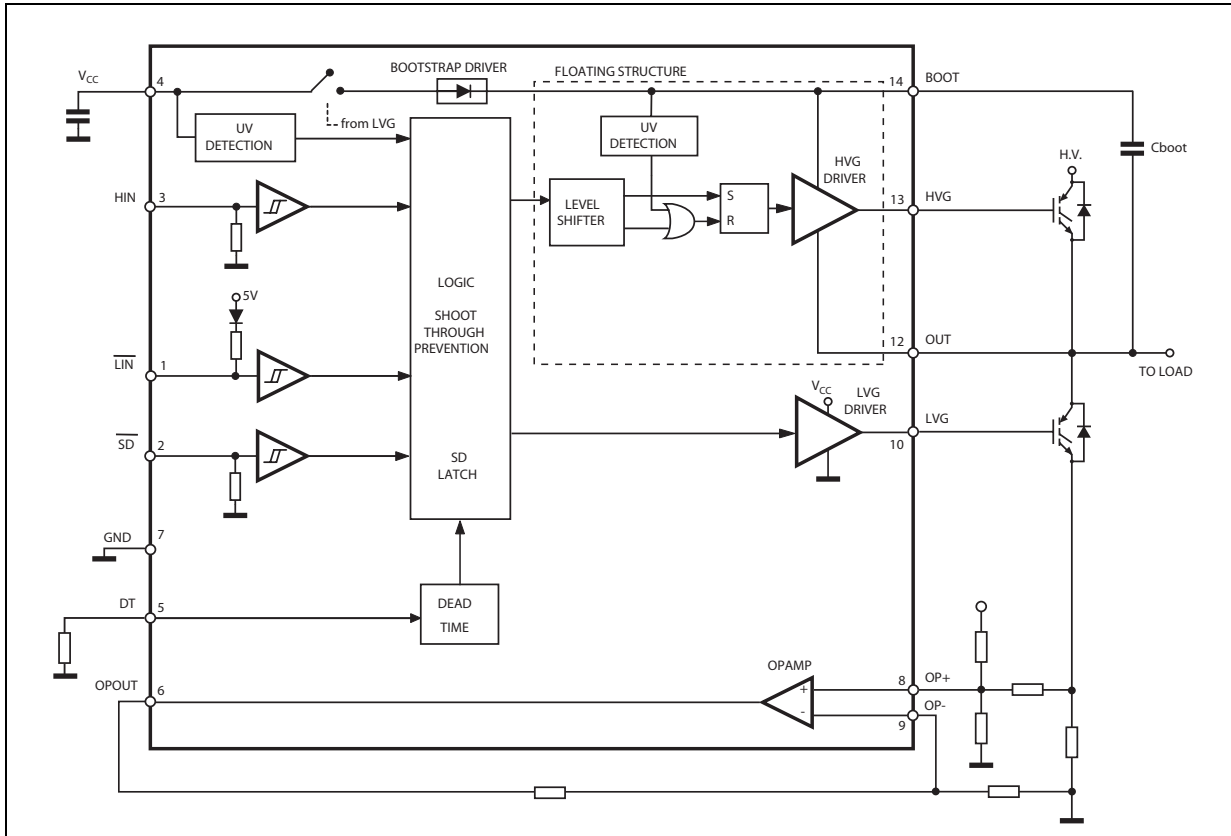 BOOTSTRAP DRIVER
FLOATING STRUCTURE
VCC
4
14
BOOT
from LVG
UV
DETECTION
UV
DETECTION
HVG
DRIVER
H.V.
Cboot
HIN
3
LEVEL
SHIFTER
S
R
13
HVG
LOGIC
SHOOT
THROUGH
PREVENTION
5V
LIN
1
12
OUT
TO LOAD
VCC
LVG
DRIVER
LVG
10
SD
2
SD
LATCH
GND
7
DT
5
DEAD
TIME
OPAMP
OPOUT
6
+
-
8
OP+
OP-
9